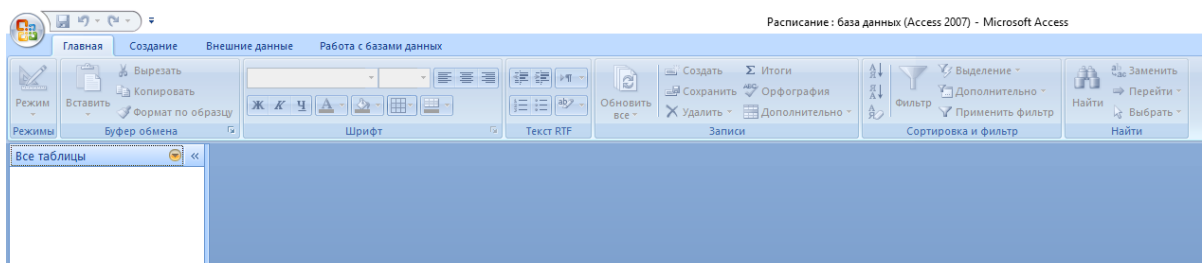 Расписание : база данных (Access 2007) - Microsoft Access
Главная Создание Внешние данные Работа с базами данных
Режим
Вставить
Вырезать
Копировать
Формат по образцу
Ж К Ч
Обновить все
Создать
Сохранить
Удалить
Σ Итоги
Орфография
Дополнительно
Фильтр
Выделение
Дополнительно
Применить фильтр
Найти
Заменить
Перейти
Выбрать
Режимы Буфер обмена Шрифт Текст RTF Записи Сортировка и фильтр Найти
Все таблицы «